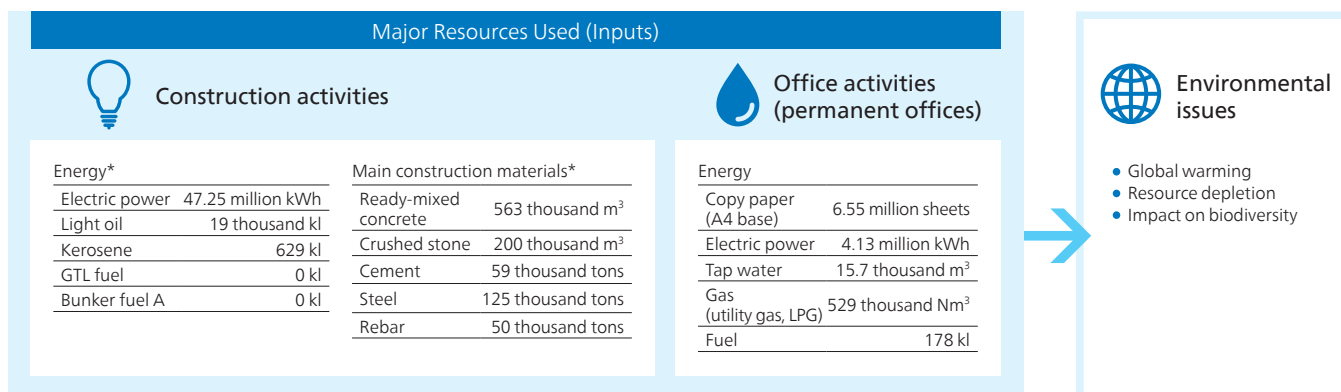 Major Resources Used (Inputs)
Construction activities
Energy*
Electric power 47.25 million kWh
Light oil 19 thousand kl
Kerosene 629 kl
GTL fuel 0 kl
Bunker fuel A 0 kl
Main construction materials*
Ready-mixed
concrete 563 thousand m³
Crushed stone 200 thousand m³
Cement 59 thousand tons
Steel 125 thousand tons
Rebar 50 thousand tons
Office activities
(permanent offices)
Energy
Copy paper
(A4 base) 6.55 million sheets
Electric power 4.13 million kWh
Tap water 15.7 thousand m³
Gas
(utility gas, LPG) 529 thousand Nm³
Fuel 178 kl
Environmental
issues
• Global warming
• Resource depletion
• Impact on biodiversity